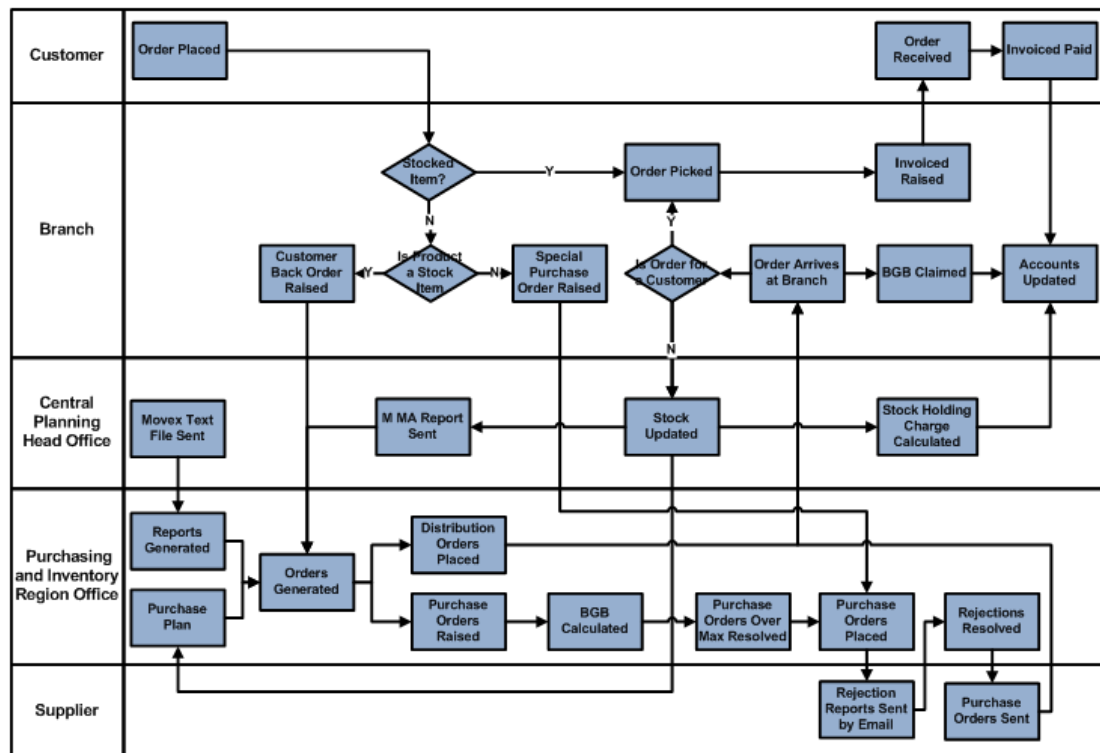 Customer
Order Placed
Order
Received
Invoiced Paid
Branch
Stocked
Item?
Y
Order Picked
Invoiced
Raised
N
Y
Customer
Back Order
Raised
Y
Is Product
a Stock
Item
N
Special
Purchase
Order Raised
Is Order for
a Customer
Order Arrives
at Branch
BGB Claimed
Accounts
Updated
N
Central
Planning
Head Office
Movex Text
File Sent
M MA Report
Sent
Stock
Updated
Stock Holding
Charge
Calculated
Purchasing
and Inventory
Region Office
Reports
Generated
Orders
Generated
Distribution
Orders
Placed
Purchase
Plan
Purchase
Orders
Raised
BGB
Calculated
Purchase
Orders Over
Max Resolved
Purchase
Orders
Placed
Rejections
Resolved
Supplier
Rejection
Reports Sent
by Email
Purchase
Orders Sent